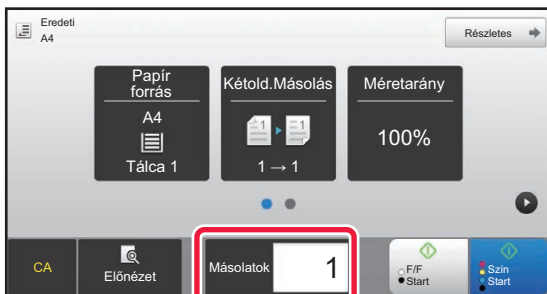 Eredeti
A4
Részletes
Papír
forrás
A4
Tálca 1
Kétold.Másolás
1 1
1 → 1
Méretarány
100%
CA
Előnézet
Másolatok
1
F/F
Start
Szín
Start